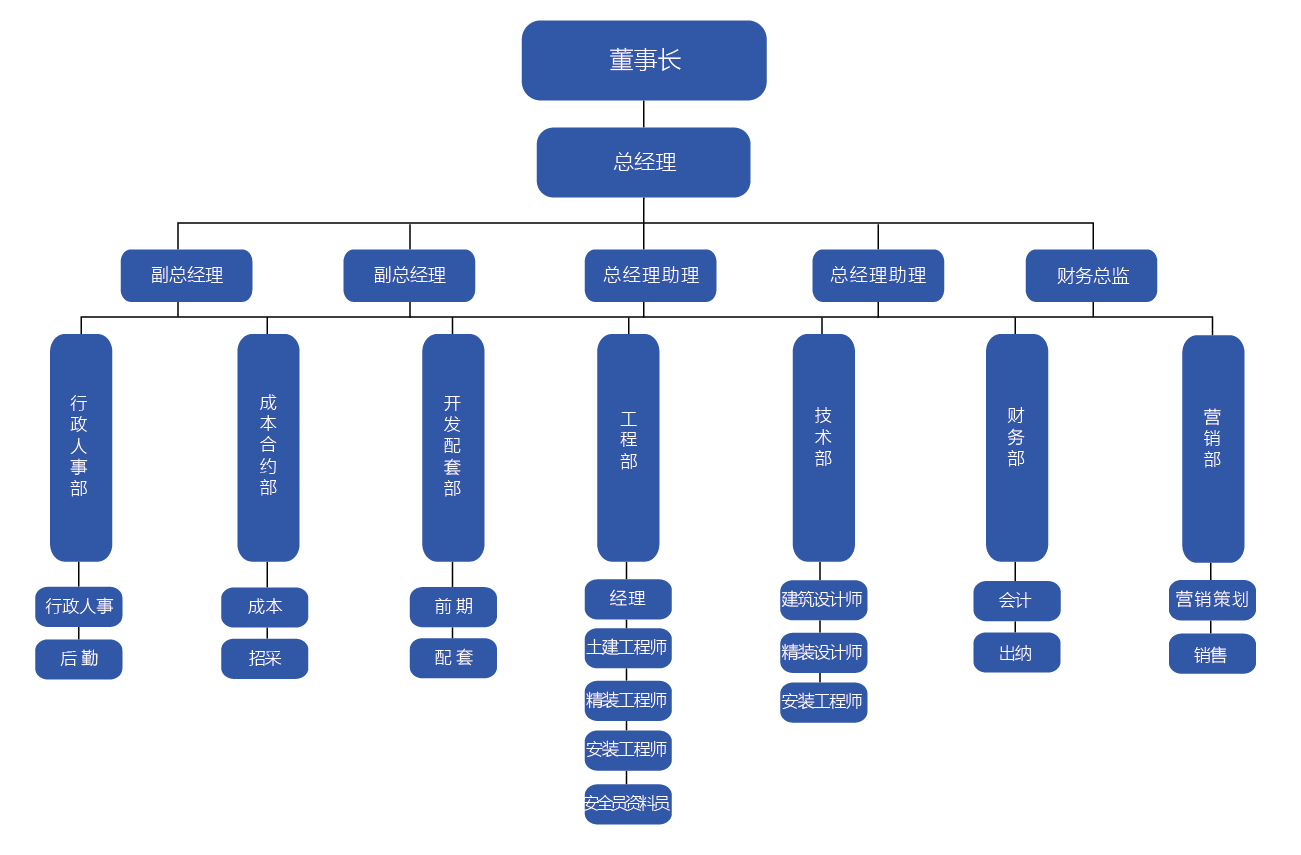 董事长
总经理
副总经理
副总经理
总经理助理
总经理助理
财务总监
行政人事部
成本合约部
开发配套部
工程部
技术部
财务部
营销部
行政人事
后勤
成本
招采
前期
配套
经理
土建工程师
精装工程师
安装工程师
安全员资料员
建筑设计师
精装设计师
安装工程师
会计
出纳
营销策划
销售